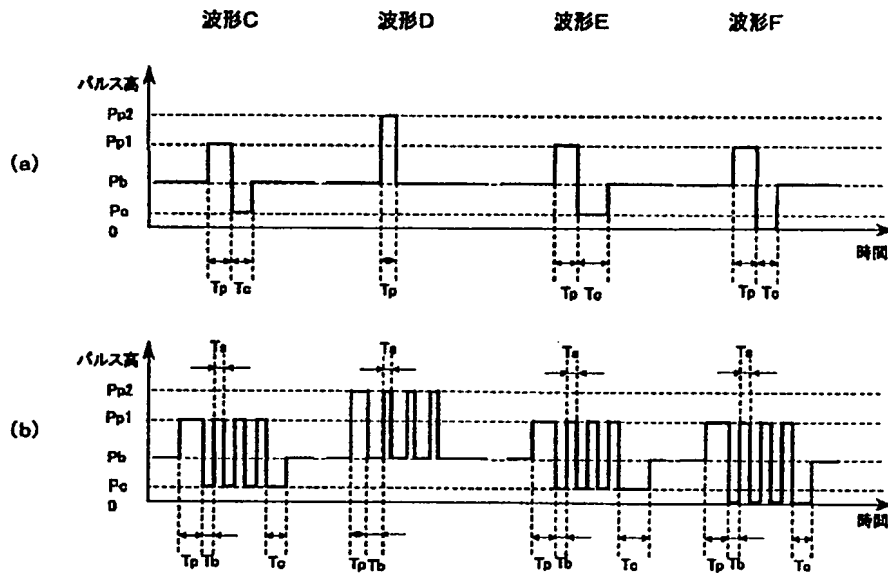 波形C 波形D 波形E 波形F
(a)
パルス高
Pp2
Pp1
Pb
Pc
0
時間
Tp Tc Tp Tp Tc Tp Tc
(b)
パルス高
Ts Ts Ts Ts
Pp2
Pp1
Pb
Pc
0
時間
Tp Tb Tc Tp Tb Tp Tb Tc Tp Tb Tc